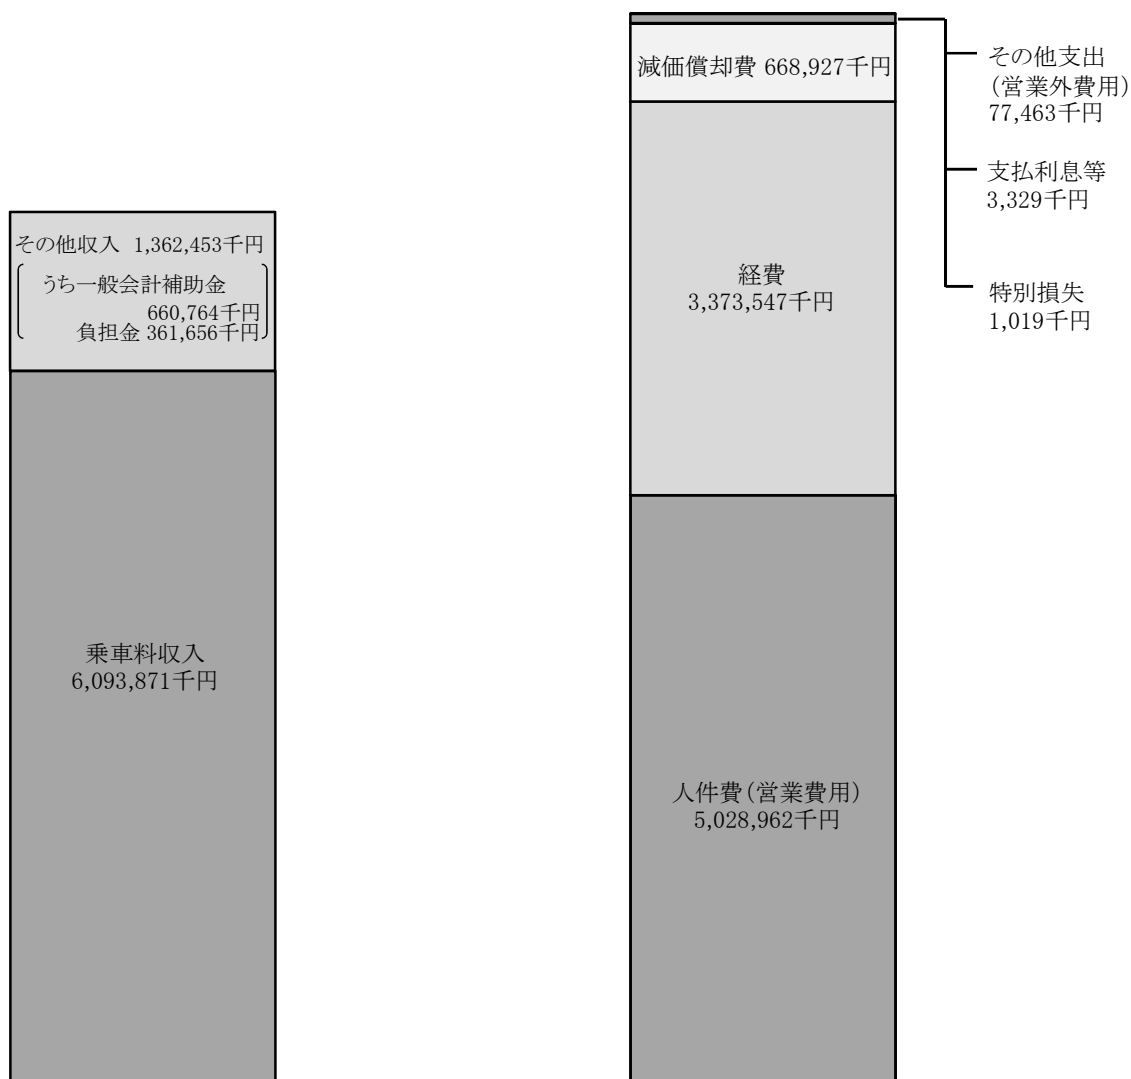 その他収入 1,362,453千円
うち一般会計補助金
660,764千円
負担金 361,656千円
乗車料収入
6,093,871千円
減価償却費 668,927千円
経費
3,373,547千円
人件費(営業費用)
5,028,962千円
その他支出
(営業外費用)
77,463千円
支払利息等
3,329千円
特別損失
1,019千円